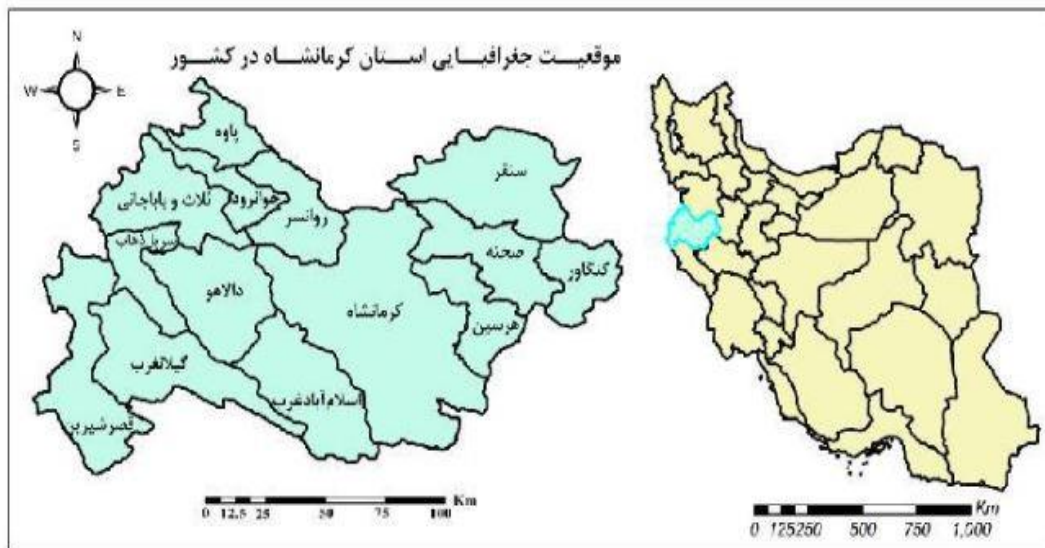 موقعیت جغرافیایی استان کرمانشاه در کشور
N
W E
S
پاوه
سنقر
ثلاث و باباجانی
جوانرود
روانسر
سرپل ذهاب
صحنه
کنگاور
دالاهو
کرمانشاه
هرسین
گیلانغرب
اسلام آبادغرب
قصرشیرین
Km
0 12.5 25 50 75 100
Km
0 125250 500 750 1,000